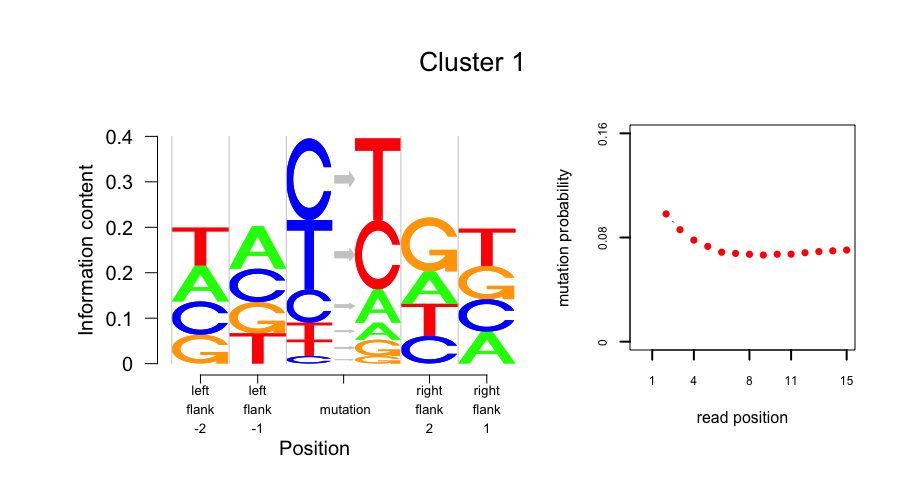 Cluster 1
Information content
0.4
0.3
0.2
0.2
0.1
0
T A C G
A C G T
C T C T T C
T C A A G G
G A T C
T G C A
left flank -2
left flank -1
mutation
right flank 2
right flank 1
Position
mutation probability
0.16
0.08
0
1 4 8 11 15
read position